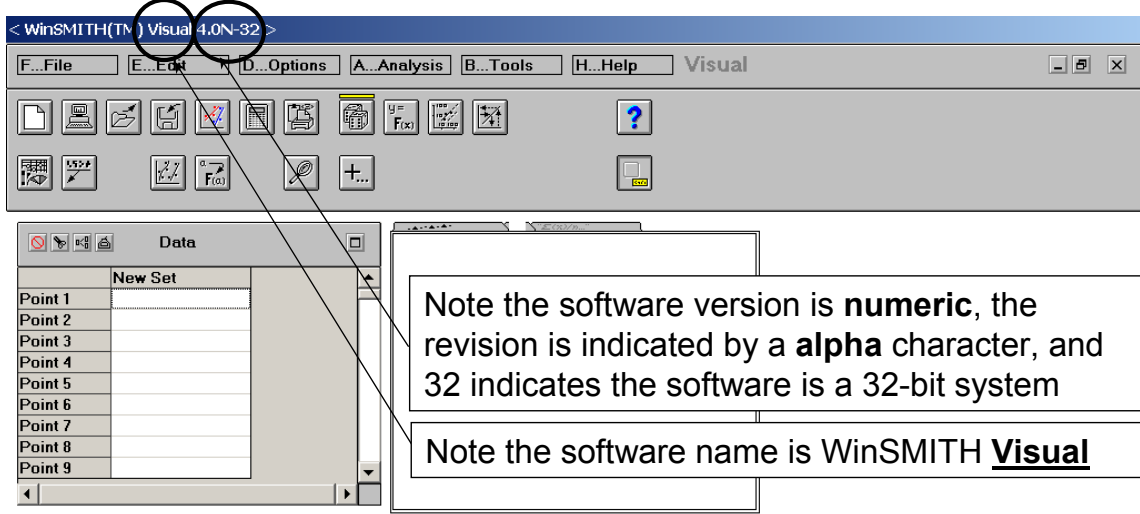 < WinSMITH(TM) Visual 4.0N-32 >
F...File E...Edit D...Options A...Analysis B...Tools H...Help Visual
y= F(x)
? 
a F(a) +...
Data
New Set
Point 1
Point 2
Point 3
Point 4
Point 5
Point 6
Point 7
Point 8
Point 9
Note the software version is numeric, the
revision is indicated by a alpha character, and
32 indicates the software is a 32-bit system
Note the software name is WinSMITH Visual